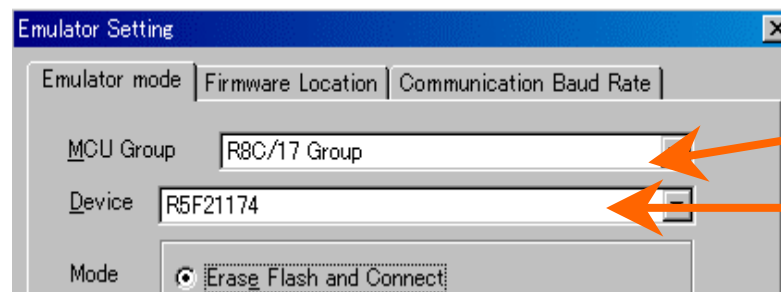 Emulator Setting
Emulator mode Firmware Location Communication Baud Rate
MCU Group R8C/17 Group
Device R5F21174
Mode Erase Flash and Connect